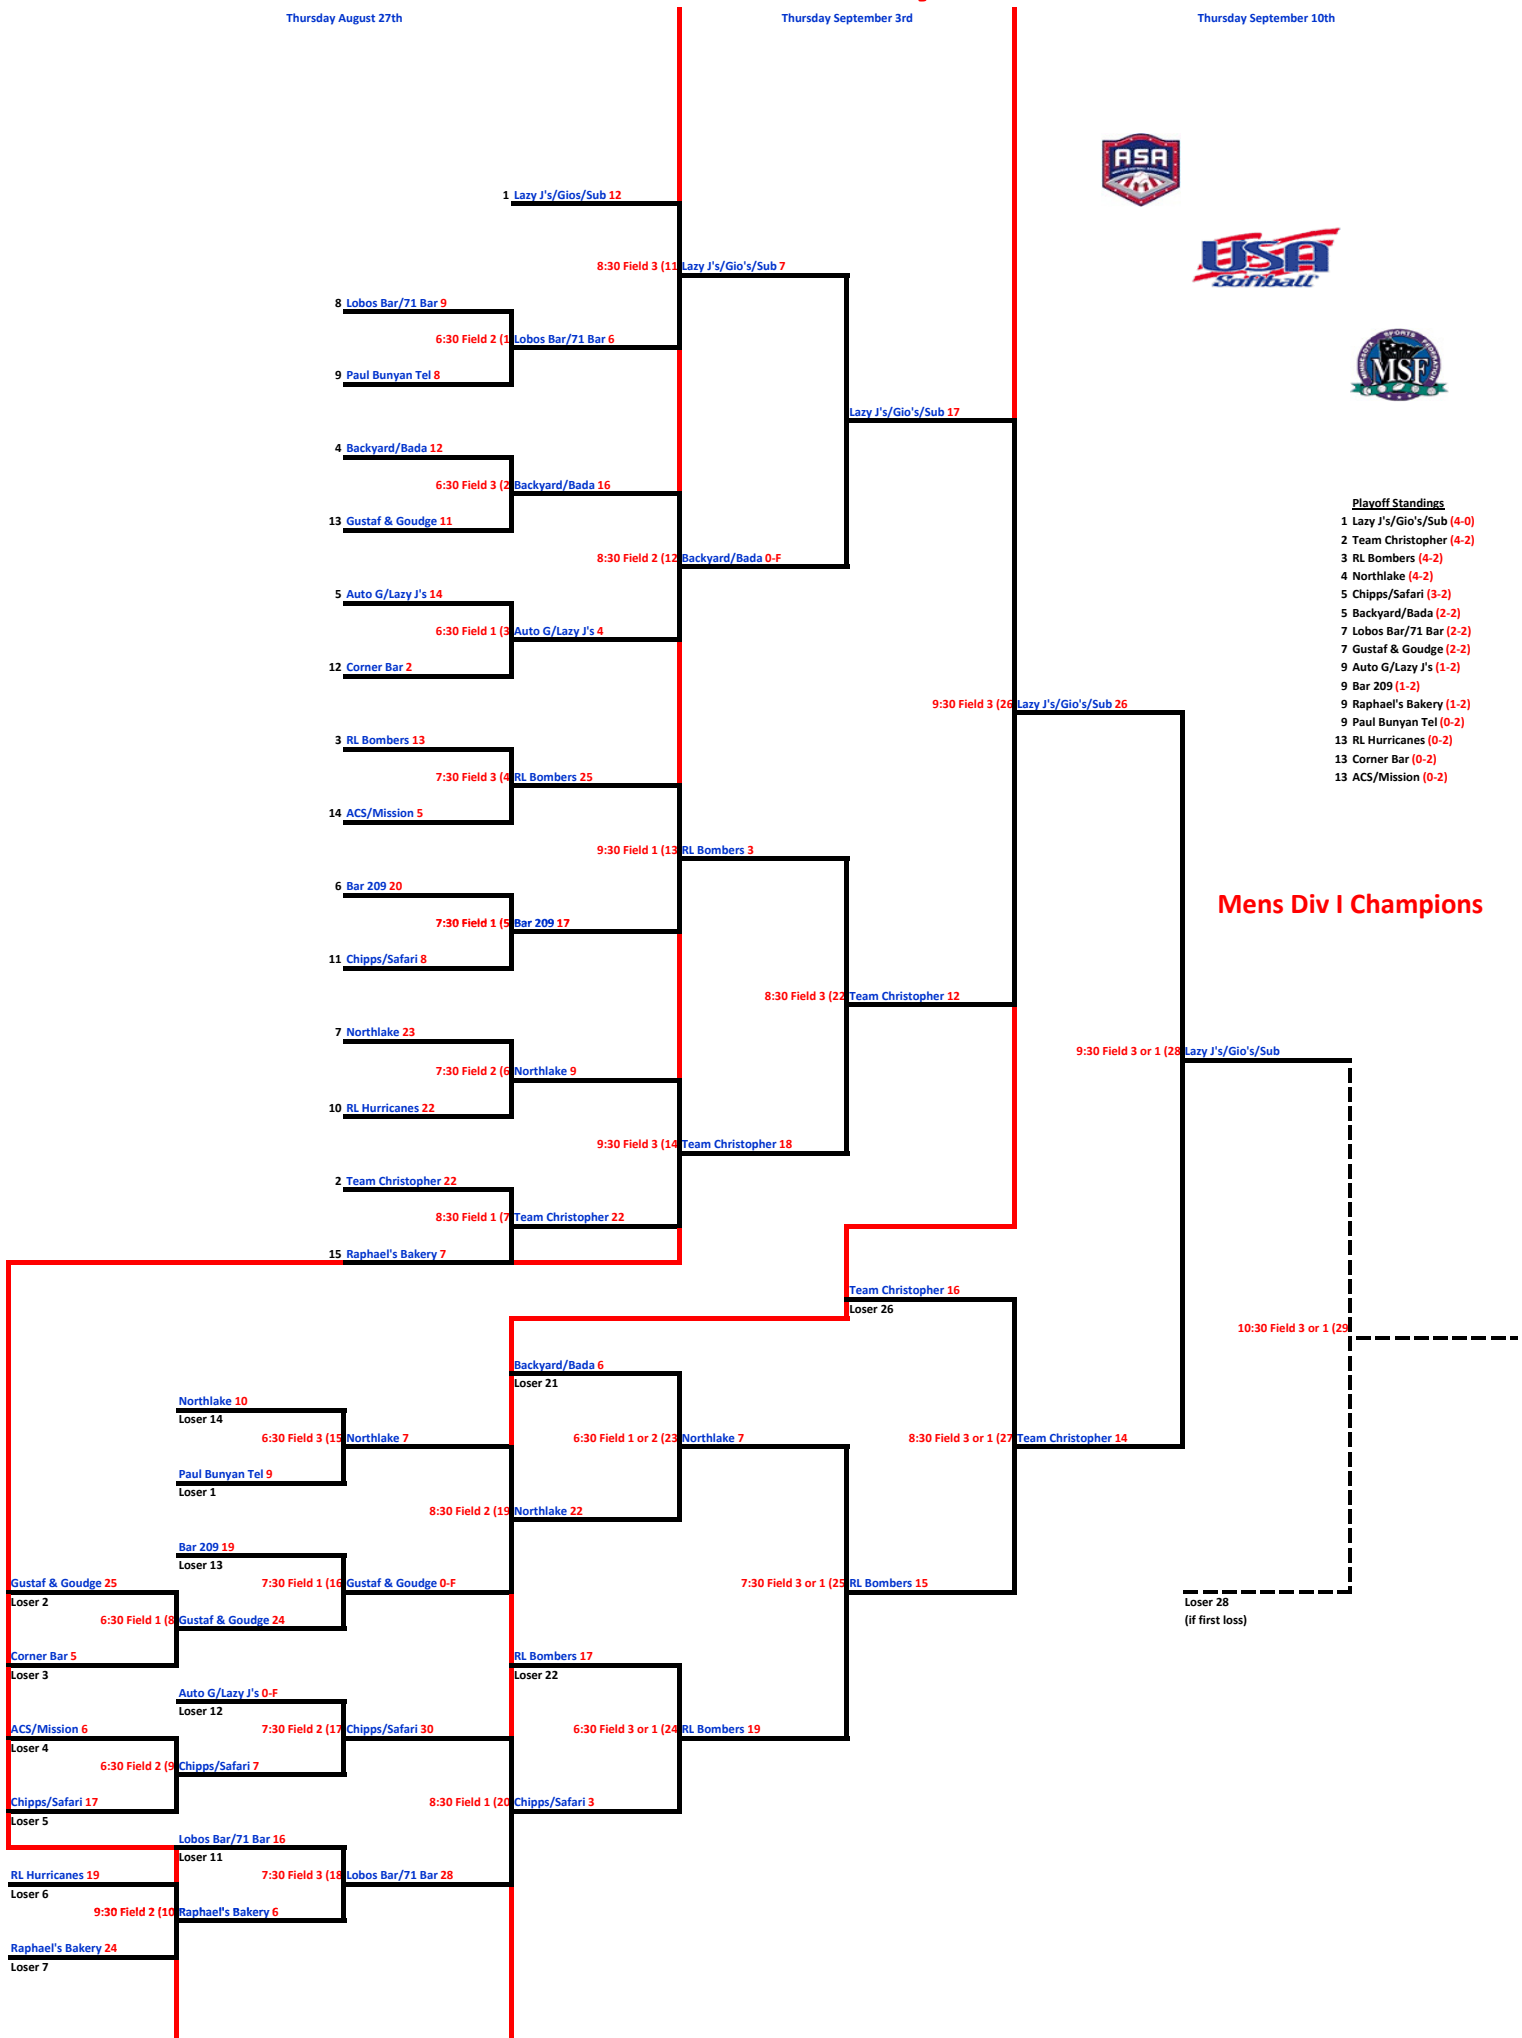 Thursday August 27th
Thursday September 3rd
Thursday September 10th
ASA
1 Lazy J's/Gios/Sub 12
USA
Softball
8:30 Field 3 (11 Lazy J's/Gio's/Sub 7
8 Lobos Bar/71 Bar 9
6:30 Field 2 (1 Lobos Bar/71 Bar 6
MINNESOTA SPORTS FEDERATION
MSF
9 Paul Bunyan Tel 8
Lazy J's/Gio's/Sub 17
4 Backyard/Bada 12
6:30 Field 3 (2 Backyard/Bada 16
13 Gustaf & Goudge 11
8:30 Field 2 (12 Backyard/Bada 0-F
Playoff Standings
1 Lazy J's/Gio's/Sub (4-0)
2 Team Christopher (4-2)
3 RL Bombers (4-2)
4 Northlake (4-2)
5 Chipps/Safari (3-2)
5 Backyard/Bada (2-2)
7 Lobos Bar/71 Bar (2-2)
7 Gustaf & Goudge (2-2)
9 Auto G/Lazy J's (1-2)
9 Bar 209 (1-2)
9 Raphael's Bakery (1-2)
9 Paul Bunyan Tel (0-2)
13 RL Hurricanes (0-2)
13 Corner Bar (0-2)
13 ACS/Mission (0-2)
5 Auto G/Lazy J's 14
6:30 Field 1 (3 Auto G/Lazy J's 4
12 Corner Bar 2
9:30 Field 3 (26 Lazy J's/Gio's/Sub 26
3 RL Bombers 13
7:30 Field 3 (4 RL Bombers 25
14 ACS/Mission 5
9:30 Field 1 (13 RL Bombers 3
6 Bar 209 20
Mens Div I Champions
7:30 Field 1 (5 Bar 209 17
11 Chipps/Safari 8
8:30 Field 3 (22 Team Christopher 12
7 Northlake 23
9:30 Field 3 or 1 (28 Lazy J's/Gio's/Sub
7:30 Field 2 (6 Northlake 9
10 RL Hurricanes 22
9:30 Field 3 (14 Team Christopher 18
2 Team Christopher 22
8:30 Field 1 (7 Team Christopher 22
15 Raphael's Bakery 7
Team Christopher 16
Loser 26
10:30 Field 3 or 1 (29
Backyard/Bada 6
Loser 21
Northlake 10
Loser 14
6:30 Field 3 (15 Northlake 7
6:30 Field 1 or 2 (23 Northlake 7
8:30 Field 3 or 1 (27 Team Christopher 14
Paul Bunyan Tel 9
Loser 1
8:30 Field 2 (19 Northlake 22
Bar 209 19
Loser 13
Gustaf & Goudge 25
Loser 2
7:30 Field 1 (16 Gustaf & Goudge 0-F
7:30 Field 3 or 1 (25 RL Bombers 15
Loser 28
(if first loss)
6:30 Field 1 (8 Gustaf & Goudge 24
Corner Bar 5
Loser 3
RL Bombers 17
Loser 22
Auto G/Lazy J's 0-F
Loser 12
ACS/Mission 6
Loser 4
7:30 Field 2 (17 Chipps/Safari 30
6:30 Field 3 or 1 (24 RL Bombers 19
6:30 Field 2 (9 Chipps/Safari 7
Chipps/Safari 17
Loser 5
8:30 Field 1 (20 Chipps/Safari 3
Lobos Bar/71 Bar 16
Loser 11
RL Hurricanes 19
Loser 6
7:30 Field 3 (18 Lobos Bar/71 Bar 28
9:30 Field 2 (10 Raphael's Bakery 6
Raphael's Bakery 24
Loser 7